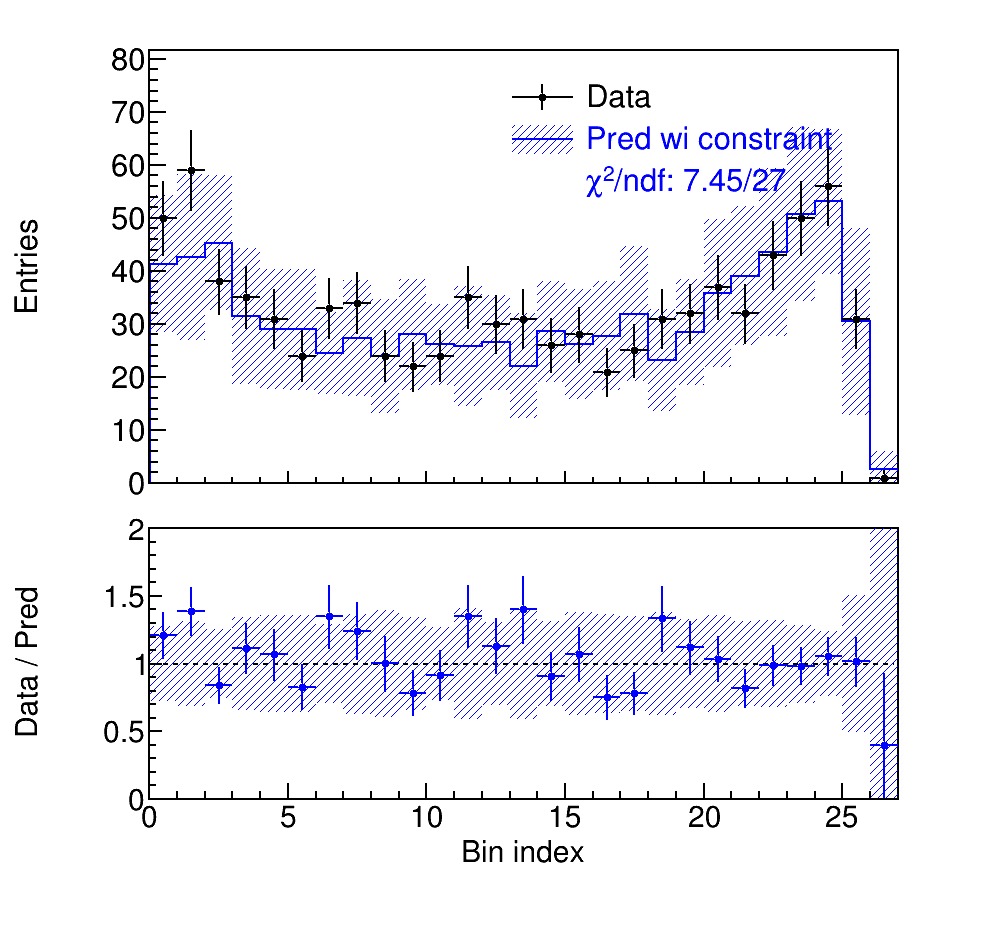 80
70
60
50
40
30
20
10
0
Entries
Data
Pred wi constraint
χ²/ndf: 7.45/27
2
1.5
1
0.5
0
Data / Pred
0 5 10 15 20 25
Bin index